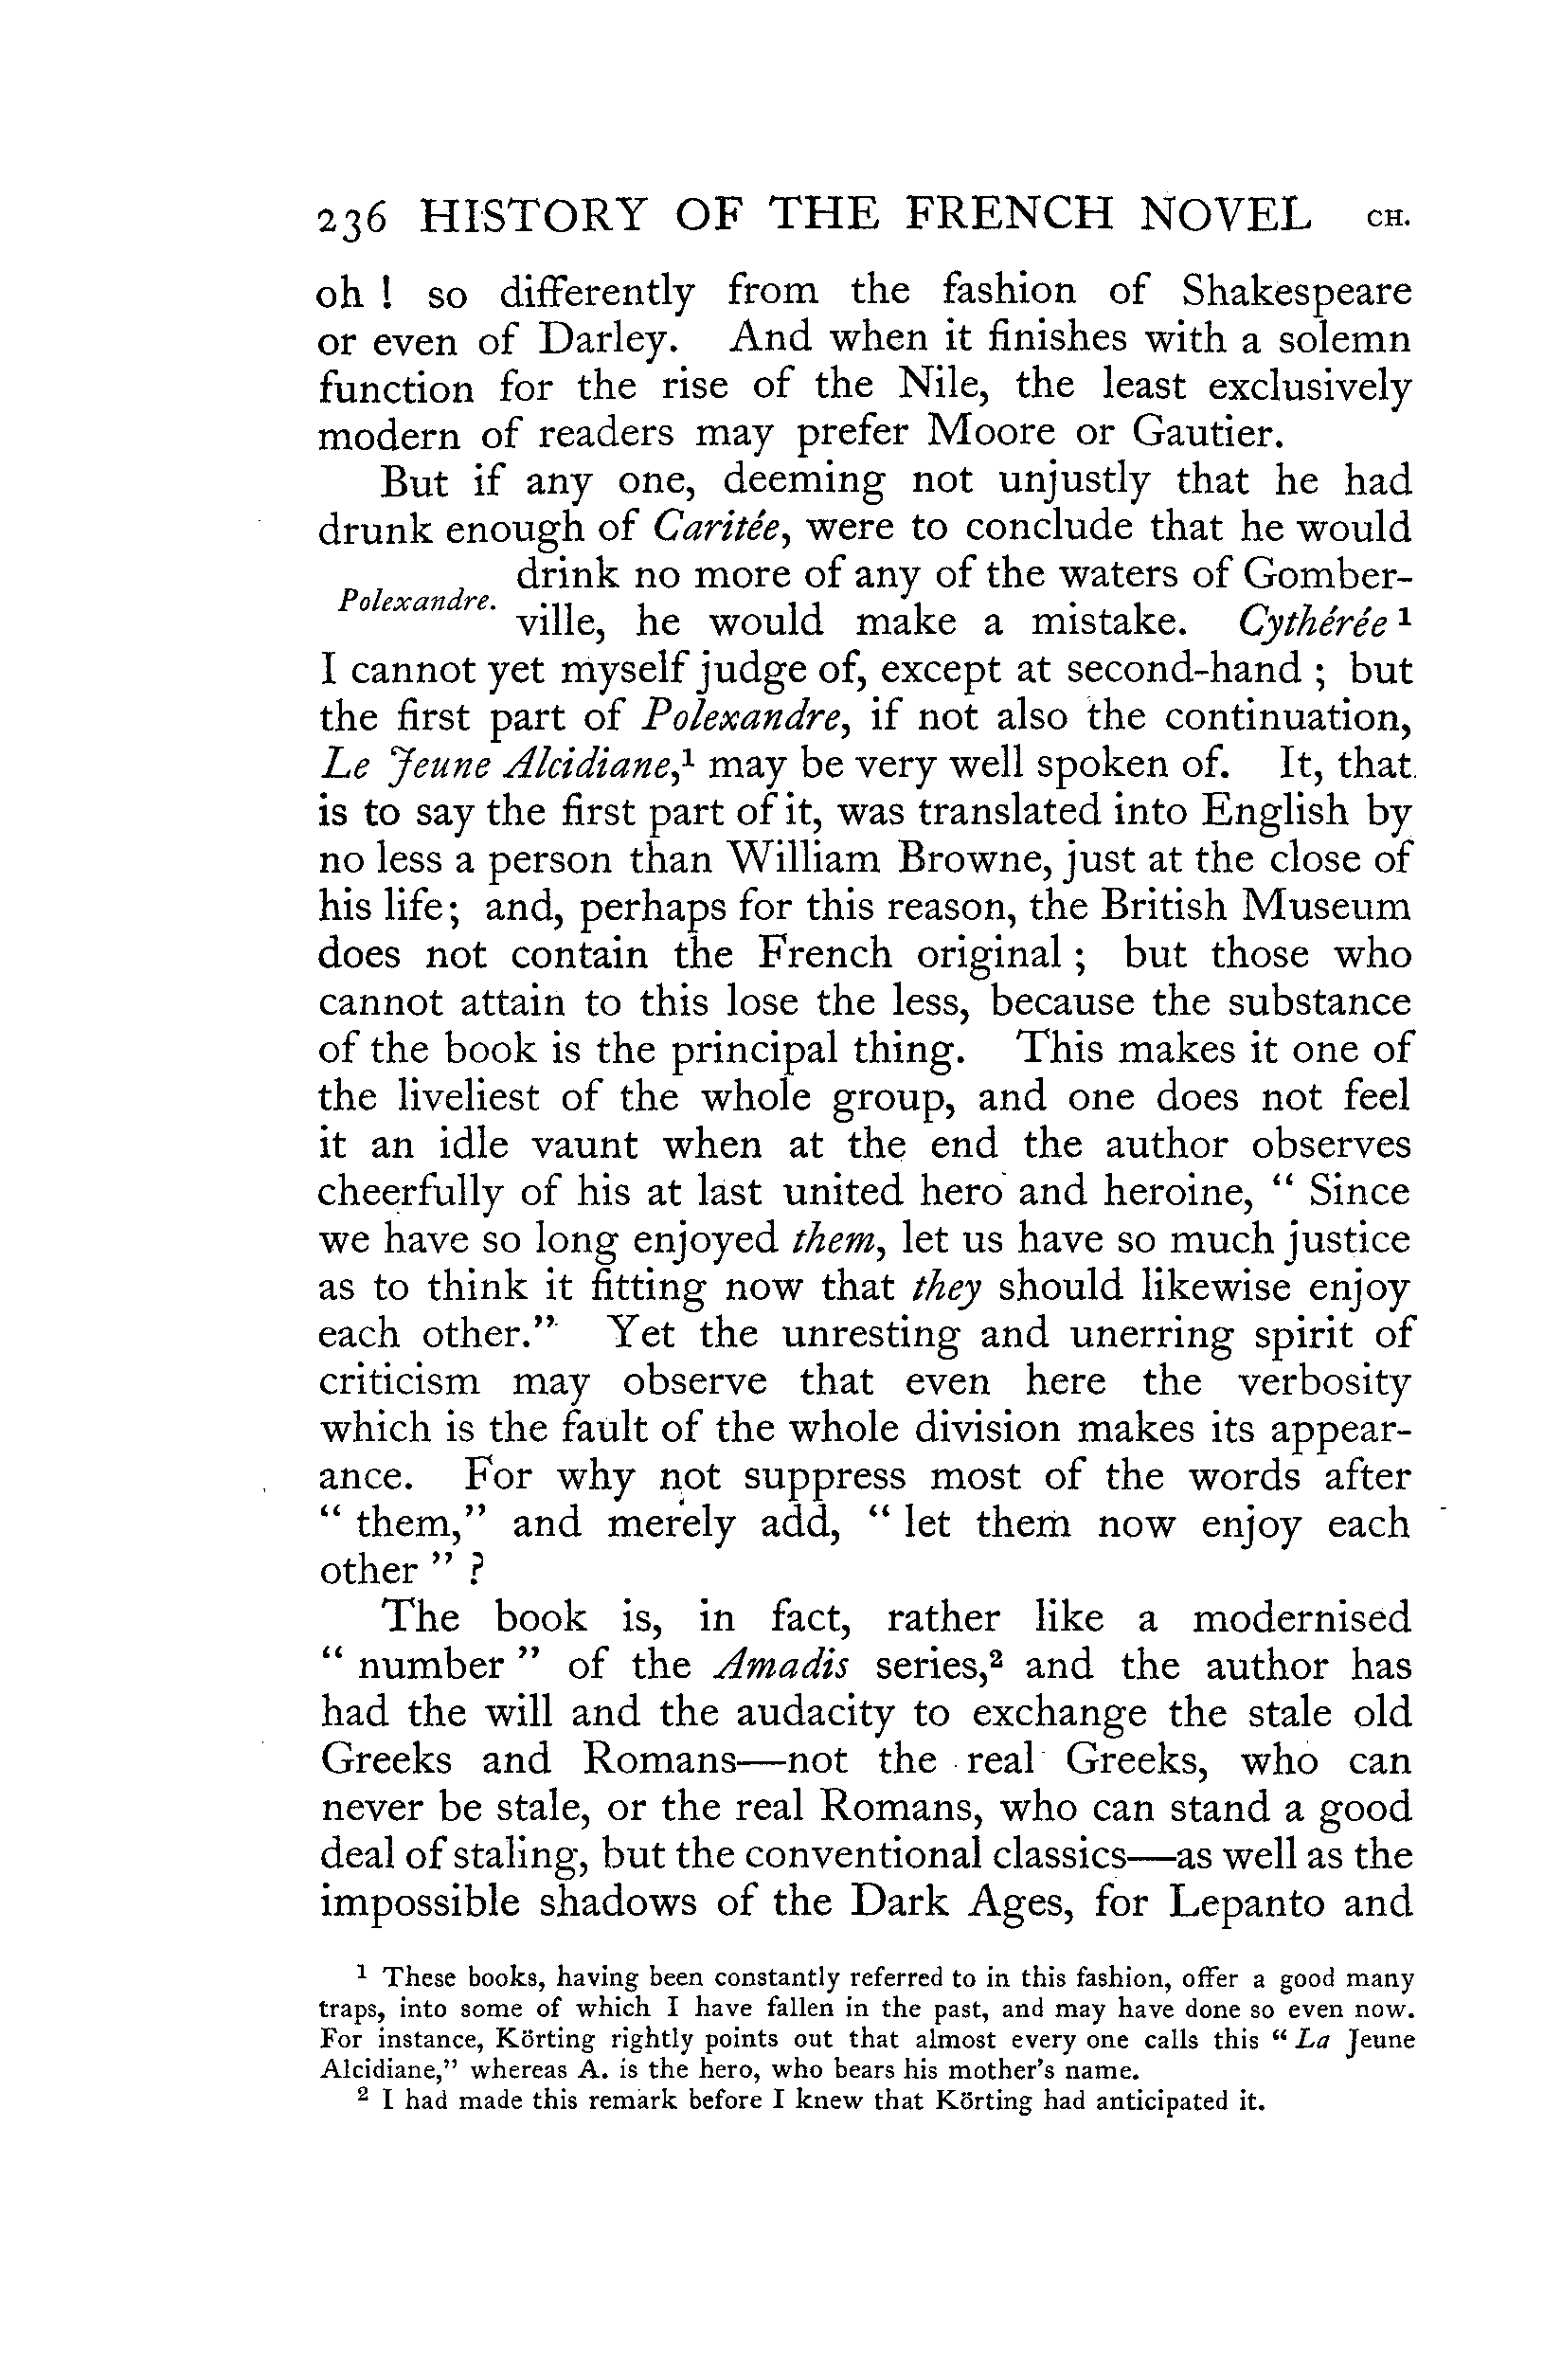 236 HISTORY OF THE FRENCH NOVEL CH.
oh ! so differently from the fashion of Shakespeare
or even of Darley. And when it finishes with a solemn
function for the rise of the Nile, the least exclusively
modern of readers may prefer Moore or Gautier.
But if any one, deeming not unjustly that he had
drunk enough of Caritée, were to conclude that he would
drink no more of any of the waters of Gomber-
Polexandre.
ville, he would make a mistake. Cythérée ¹
I cannot yet myself judge of, except at second-hand ; but
the first part of Polexandre, if not also the continuation,
Le Jeune Alcidiane,¹ may be very well spoken of. It, that
is to say the first part of it, was translated into English by
no less a person than William Browne, just at the close of
his life; and, perhaps for this reason, the British Museum
does not contain the French original ; but those who
cannot attain to this lose the less, because the substance
of the book is the principal thing. This makes it one of
the liveliest of the whole group, and one does not feel
it an idle vaunt when at the end the author observes
cheerfully of his at last united hero and heroine, “ Since
we have so long enjoyed them, let us have so much justice
as to think it fitting now that they should likewise enjoy
each other.” Yet the unresting and unerring spirit of
criticism may observe that even here the verbosity
which is the fault of the whole division makes its appear-
ance. For why not suppress most of the words after
“ them,” and merely add, “ let them now enjoy each
other ” ?
The book is, in fact, rather like a modernised
“ number ” of the Amadis series,² and the author has
had the will and the audacity to exchange the stale old
Greeks and Romans—not the real Greeks, who can
never be stale, or the real Romans, who can stand a good
deal of staling, but the conventional classics—as well as the
impossible shadows of the Dark Ages, for Lepanto and
¹ These books, having been constantly referred to in this fashion, offer a good many
traps, into some of which I have fallen in the past, and may have done so even now.
For instance, Körting rightly points out that almost every one calls this “ La Jeune
Alcidiane,” whereas A. is the hero, who bears his mother's name.
² I had made this remark before I knew that Körting had anticipated it.